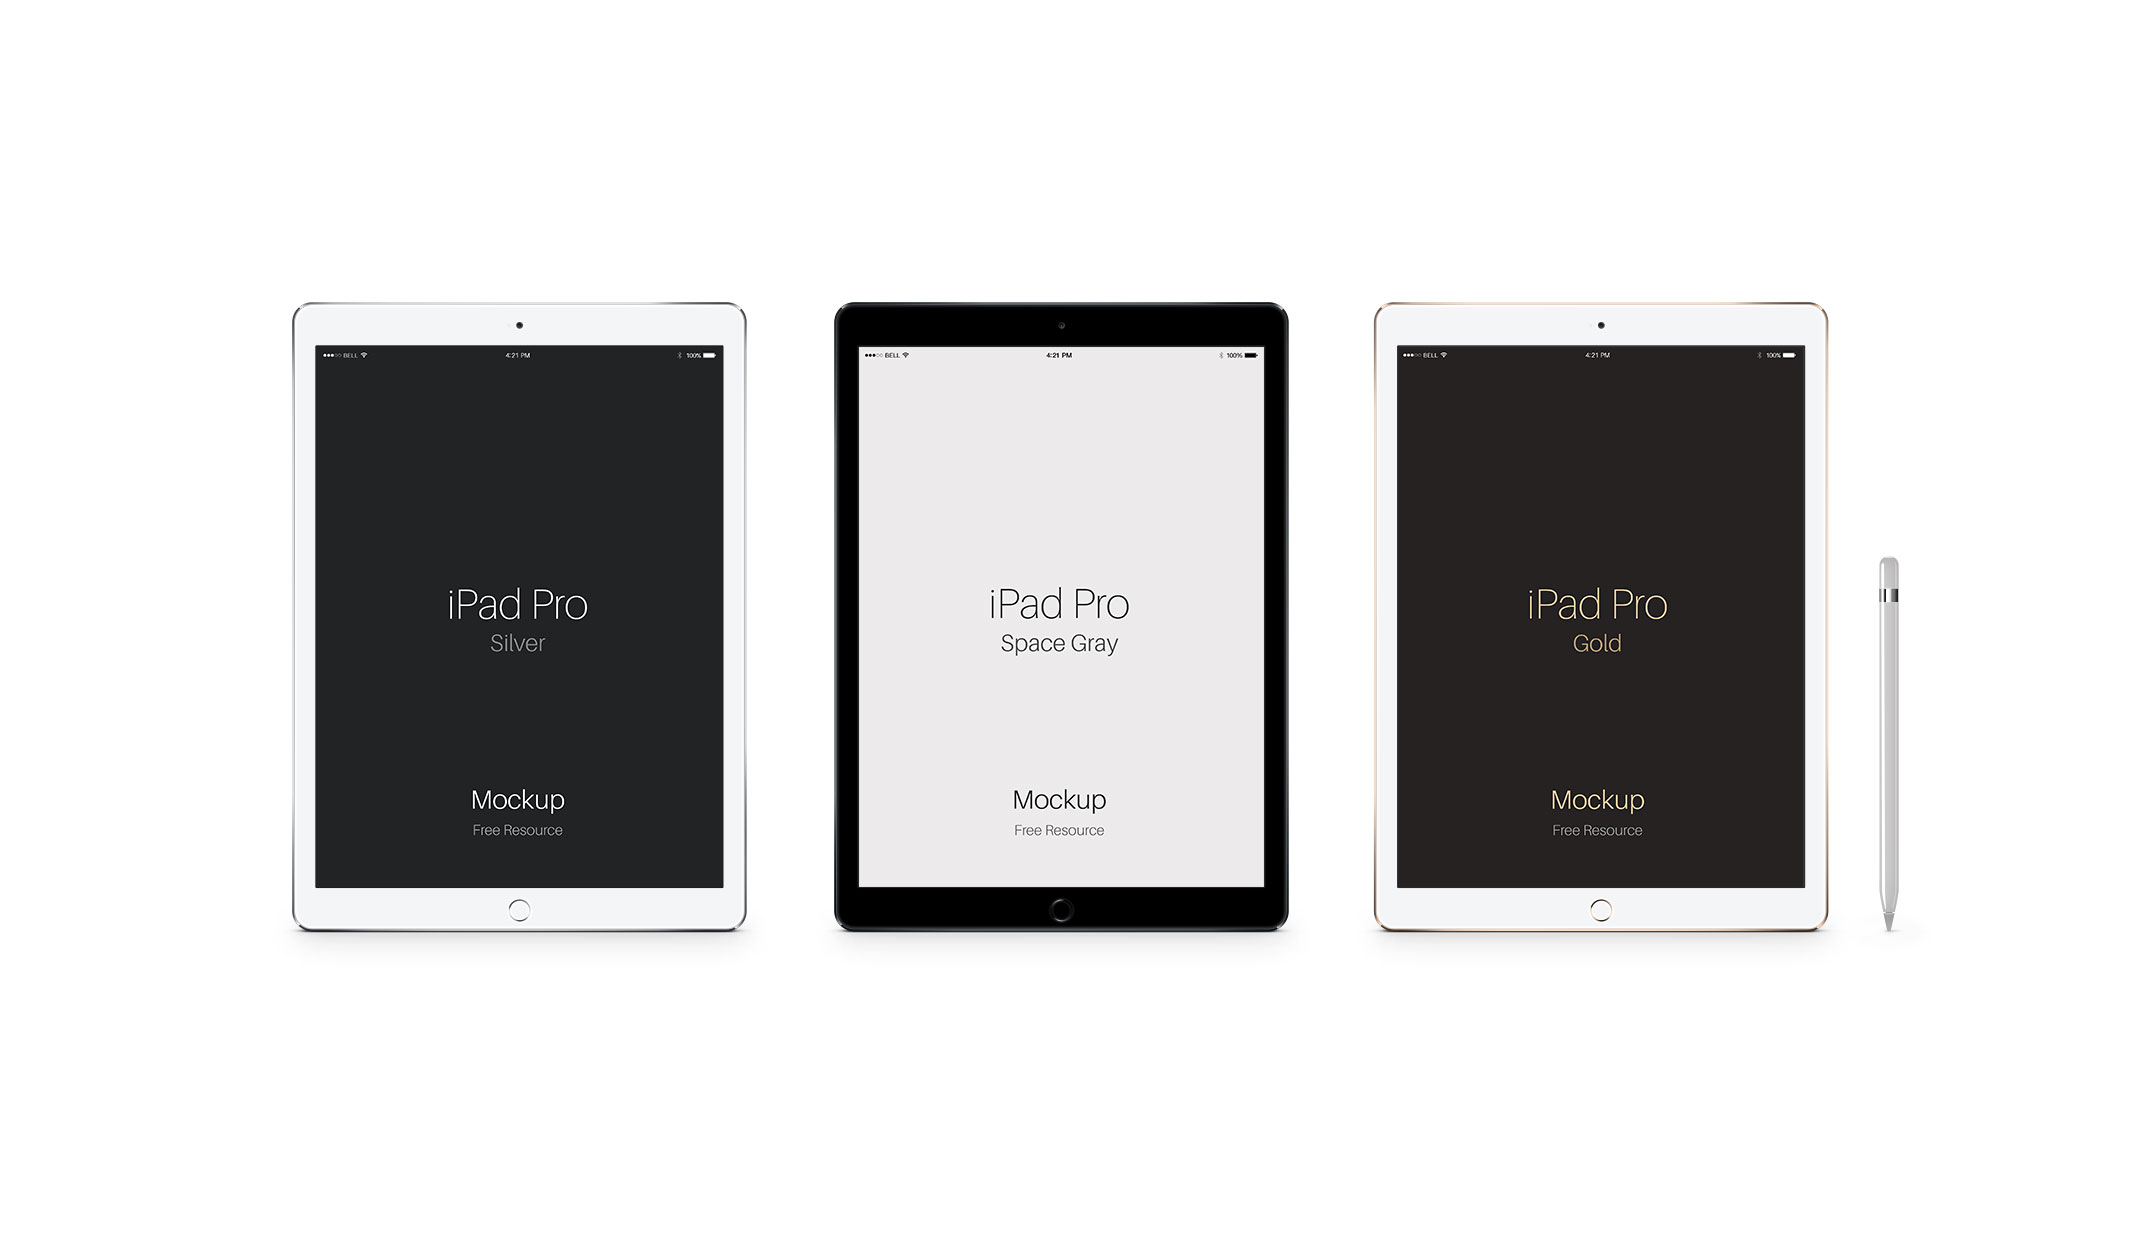 BELL 4:21 PM 100%
iPad Pro
Silver
Mockup
Free Resource
BELL 4:21 PM 100%
iPad Pro
Space Gray
Mockup
Free Resource
BELL 4:21 PM 100%
iPad Pro
Gold
Mockup
Free Resource